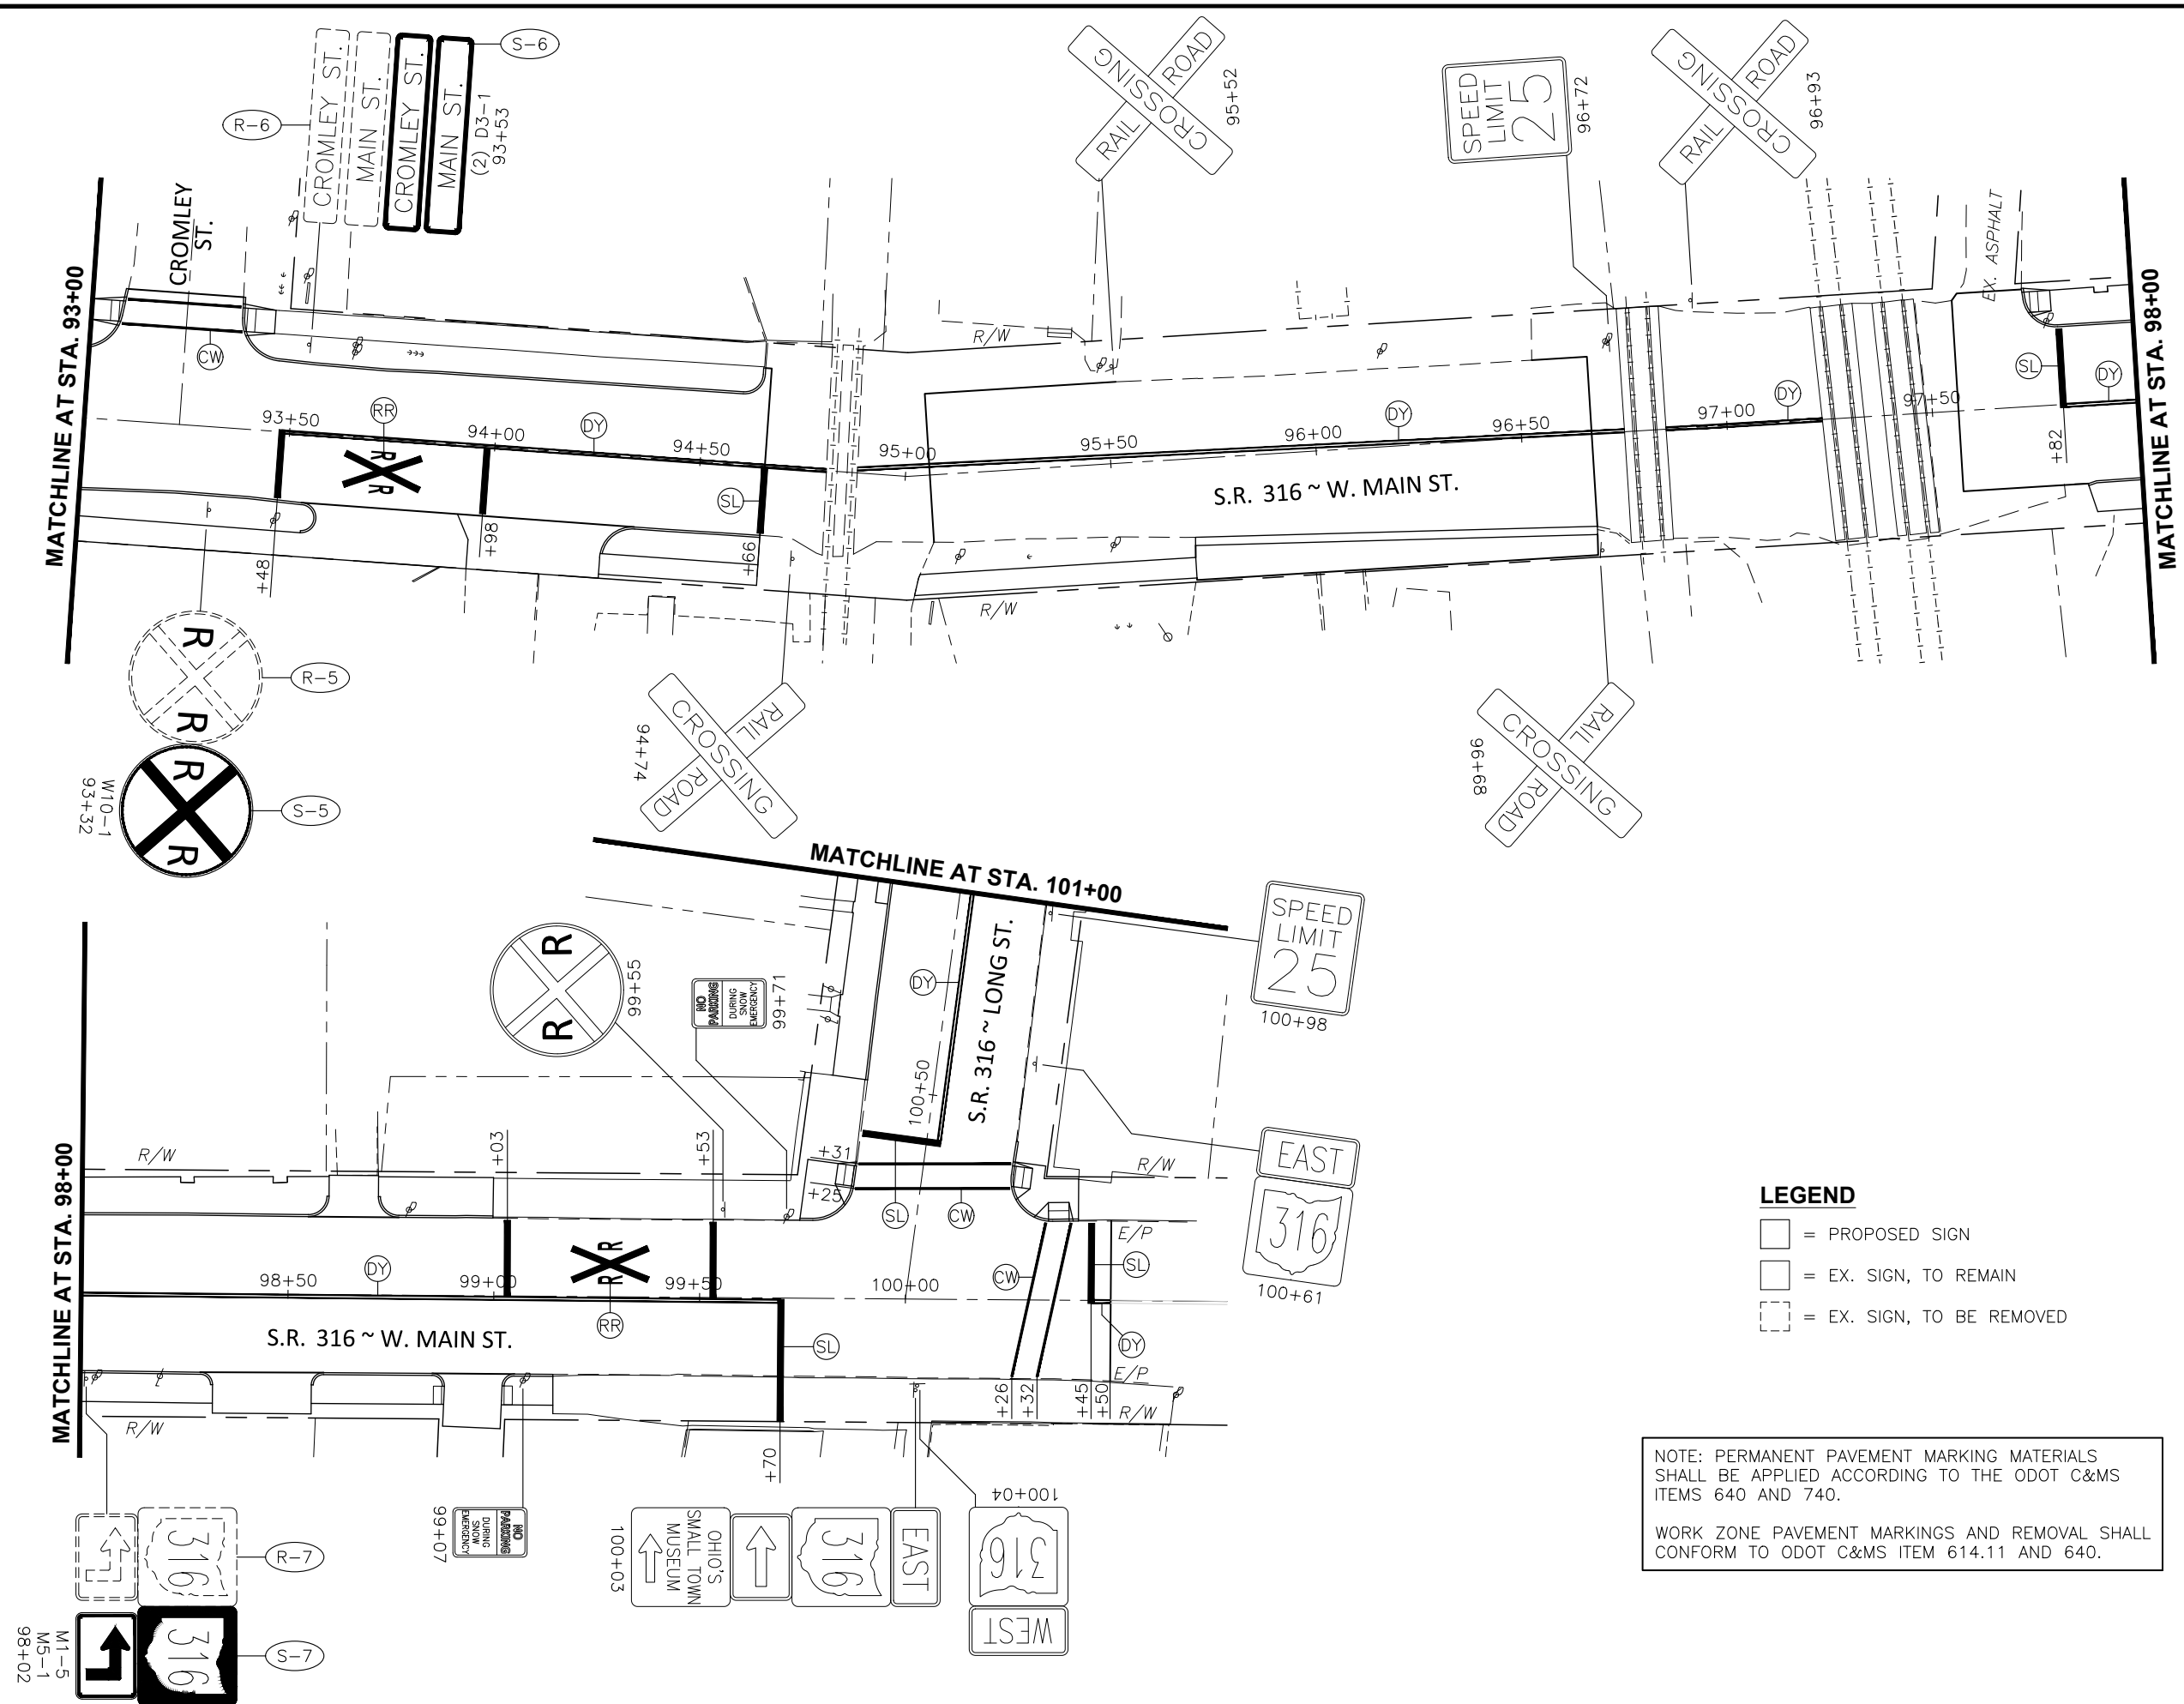 S-6
R-6
CROMLEY ST.
MAIN ST.
CROMLEY ST.
MAIN ST.
(2) D3-1
93+53
RAIL ROAD
CROSSING
95+52
SPEED
LIMIT
25
96+72
RAIL ROAD
CROSSING
96+93
MATCHLINE AT STA. 93+00
CROMLEY
ST.
CW
93+50
RR
R
R
94+00
DY
94+50
SL
95+00
R/W
95+50
96+00
DY
96+50
97+00
DY
97+50
EX. ASPHALT
SL
DY
+82
MATCHLINE AT STA. 98+00
S.R. 316 ~ W. MAIN ST.
+48
+98
+66
R/W
R
R
R-5
R
R
S-5
W10-1
93+32
94+74
RAIL
ROAD
CROSSING
96+68
RAIL
ROAD
CROSSING
MATCHLINE AT STA. 101+00
R
R
99+55
NO
PARKING
DURING
SNOW
EMERGENCY
99+71
DY
S.R. 316 ~ LONG ST.
100+50
SPEED
LIMIT
25
100+98
EAST
316
100+61
MATCHLINE AT STA. 98+00
R/W
+03
+53
+31
+25
SL
CW
R/W
E/P
98+50
DY
99+00
R
R
RR
99+50
100+00
CW
SL
S.R. 316 ~ W. MAIN ST.
SL
DY
E/P
+26
+32
+45
+50
R/W
R/W
+70
316
R-7
316
S-7
M1-5
M5-1
98+02
99+07
NO
PARKING
DURING
SNOW
EMERGENCY
100+03
OHIO'S
SMALL TOWN
MUSEUM
316
EAST
100+04
316
WEST
LEGEND
= PROPOSED SIGN
= EX. SIGN, TO REMAIN
= EX. SIGN, TO BE REMOVED
NOTE: PERMANENT PAVEMENT MARKING MATERIALS
SHALL BE APPLIED ACCORDING TO THE ODOT C&MS
ITEMS 640 AND 740.
WORK ZONE PAVEMENT MARKINGS AND REMOVAL SHALL
CONFORM TO ODOT C&MS ITEM 614.11 AND 640.